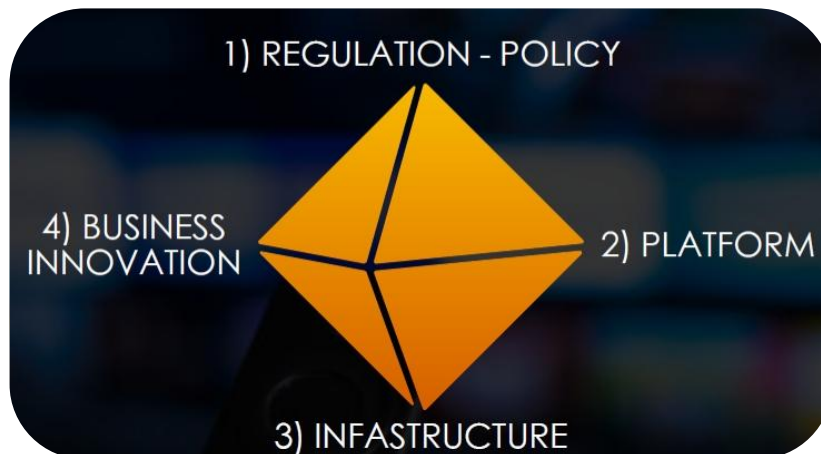 1) REGULATION - POLICY
4) BUSINESS
INNOVATION
2) PLATFORM
3) INFASTRUCTURE